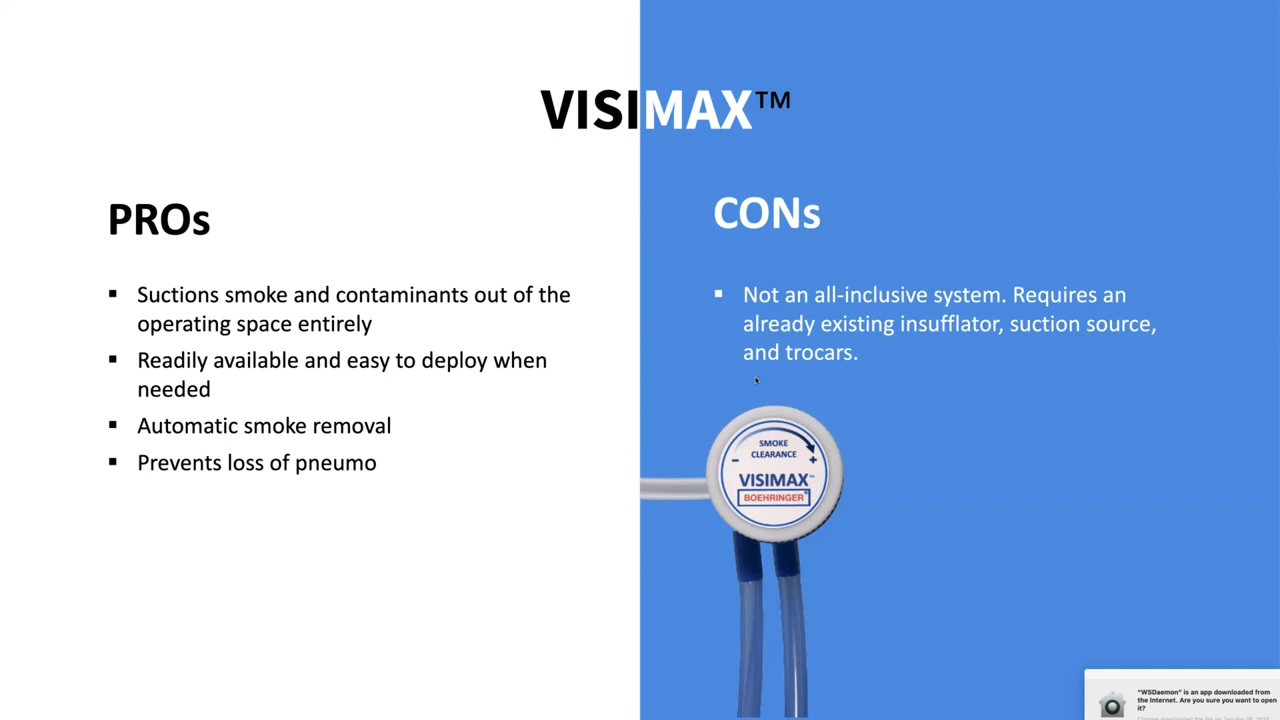 VISIMAX™
PROs
▪ Suctions smoke and contaminants out of the
operating space entirely
▪ Readily available and easy to deploy when
needed
▪ Automatic smoke removal
▪ Prevents loss of pneumo
CONs
▪ Not an all-inclusive system. Requires an
already existing insufflator, suction source,
and trocars.
SMOKE
CLEARANCE
- +
VISIMAX™
BOEHRINGER®
“WSDaemon” is an app downloaded from
the Internet. Are you sure you want to open
it?